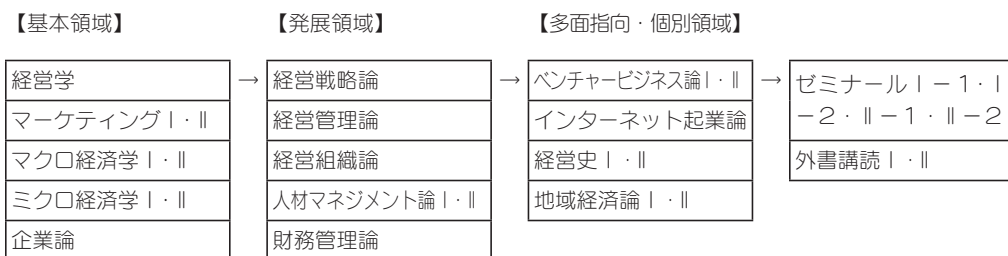 【基本領域】
【発展領域】
【多面指向・個別領域】
経営学
マーケティングⅠ・Ⅱ
マクロ経済学Ⅰ・Ⅱ
ミクロ経済学Ⅰ・Ⅱ
企業論
→
経営戦略論
経営管理論
経営組織論
人材マネジメント論Ⅰ・Ⅱ
財務管理論
→
ベンチャービジネス論Ⅰ・Ⅱ
インターネット起業論
経営史Ⅰ・Ⅱ
地域経済論Ⅰ・Ⅱ
→
ゼミナールⅠ－１・Ⅰ
－２・Ⅱ－１・Ⅱ－２
外書講読Ⅰ・Ⅱ